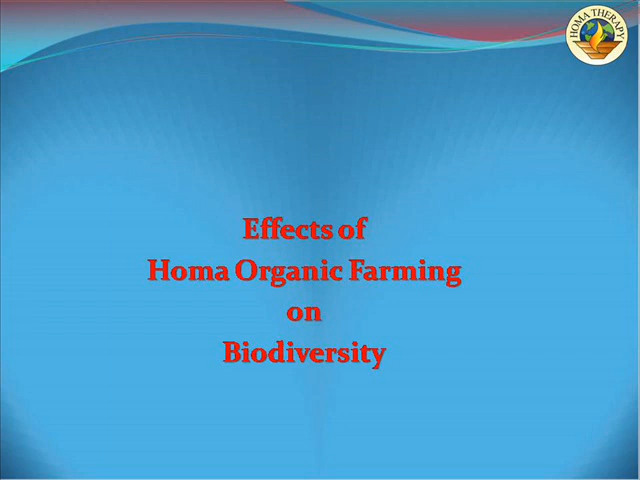 HOMA THERAPY
Effects of
Homa Organic Farming
on
Biodiversity